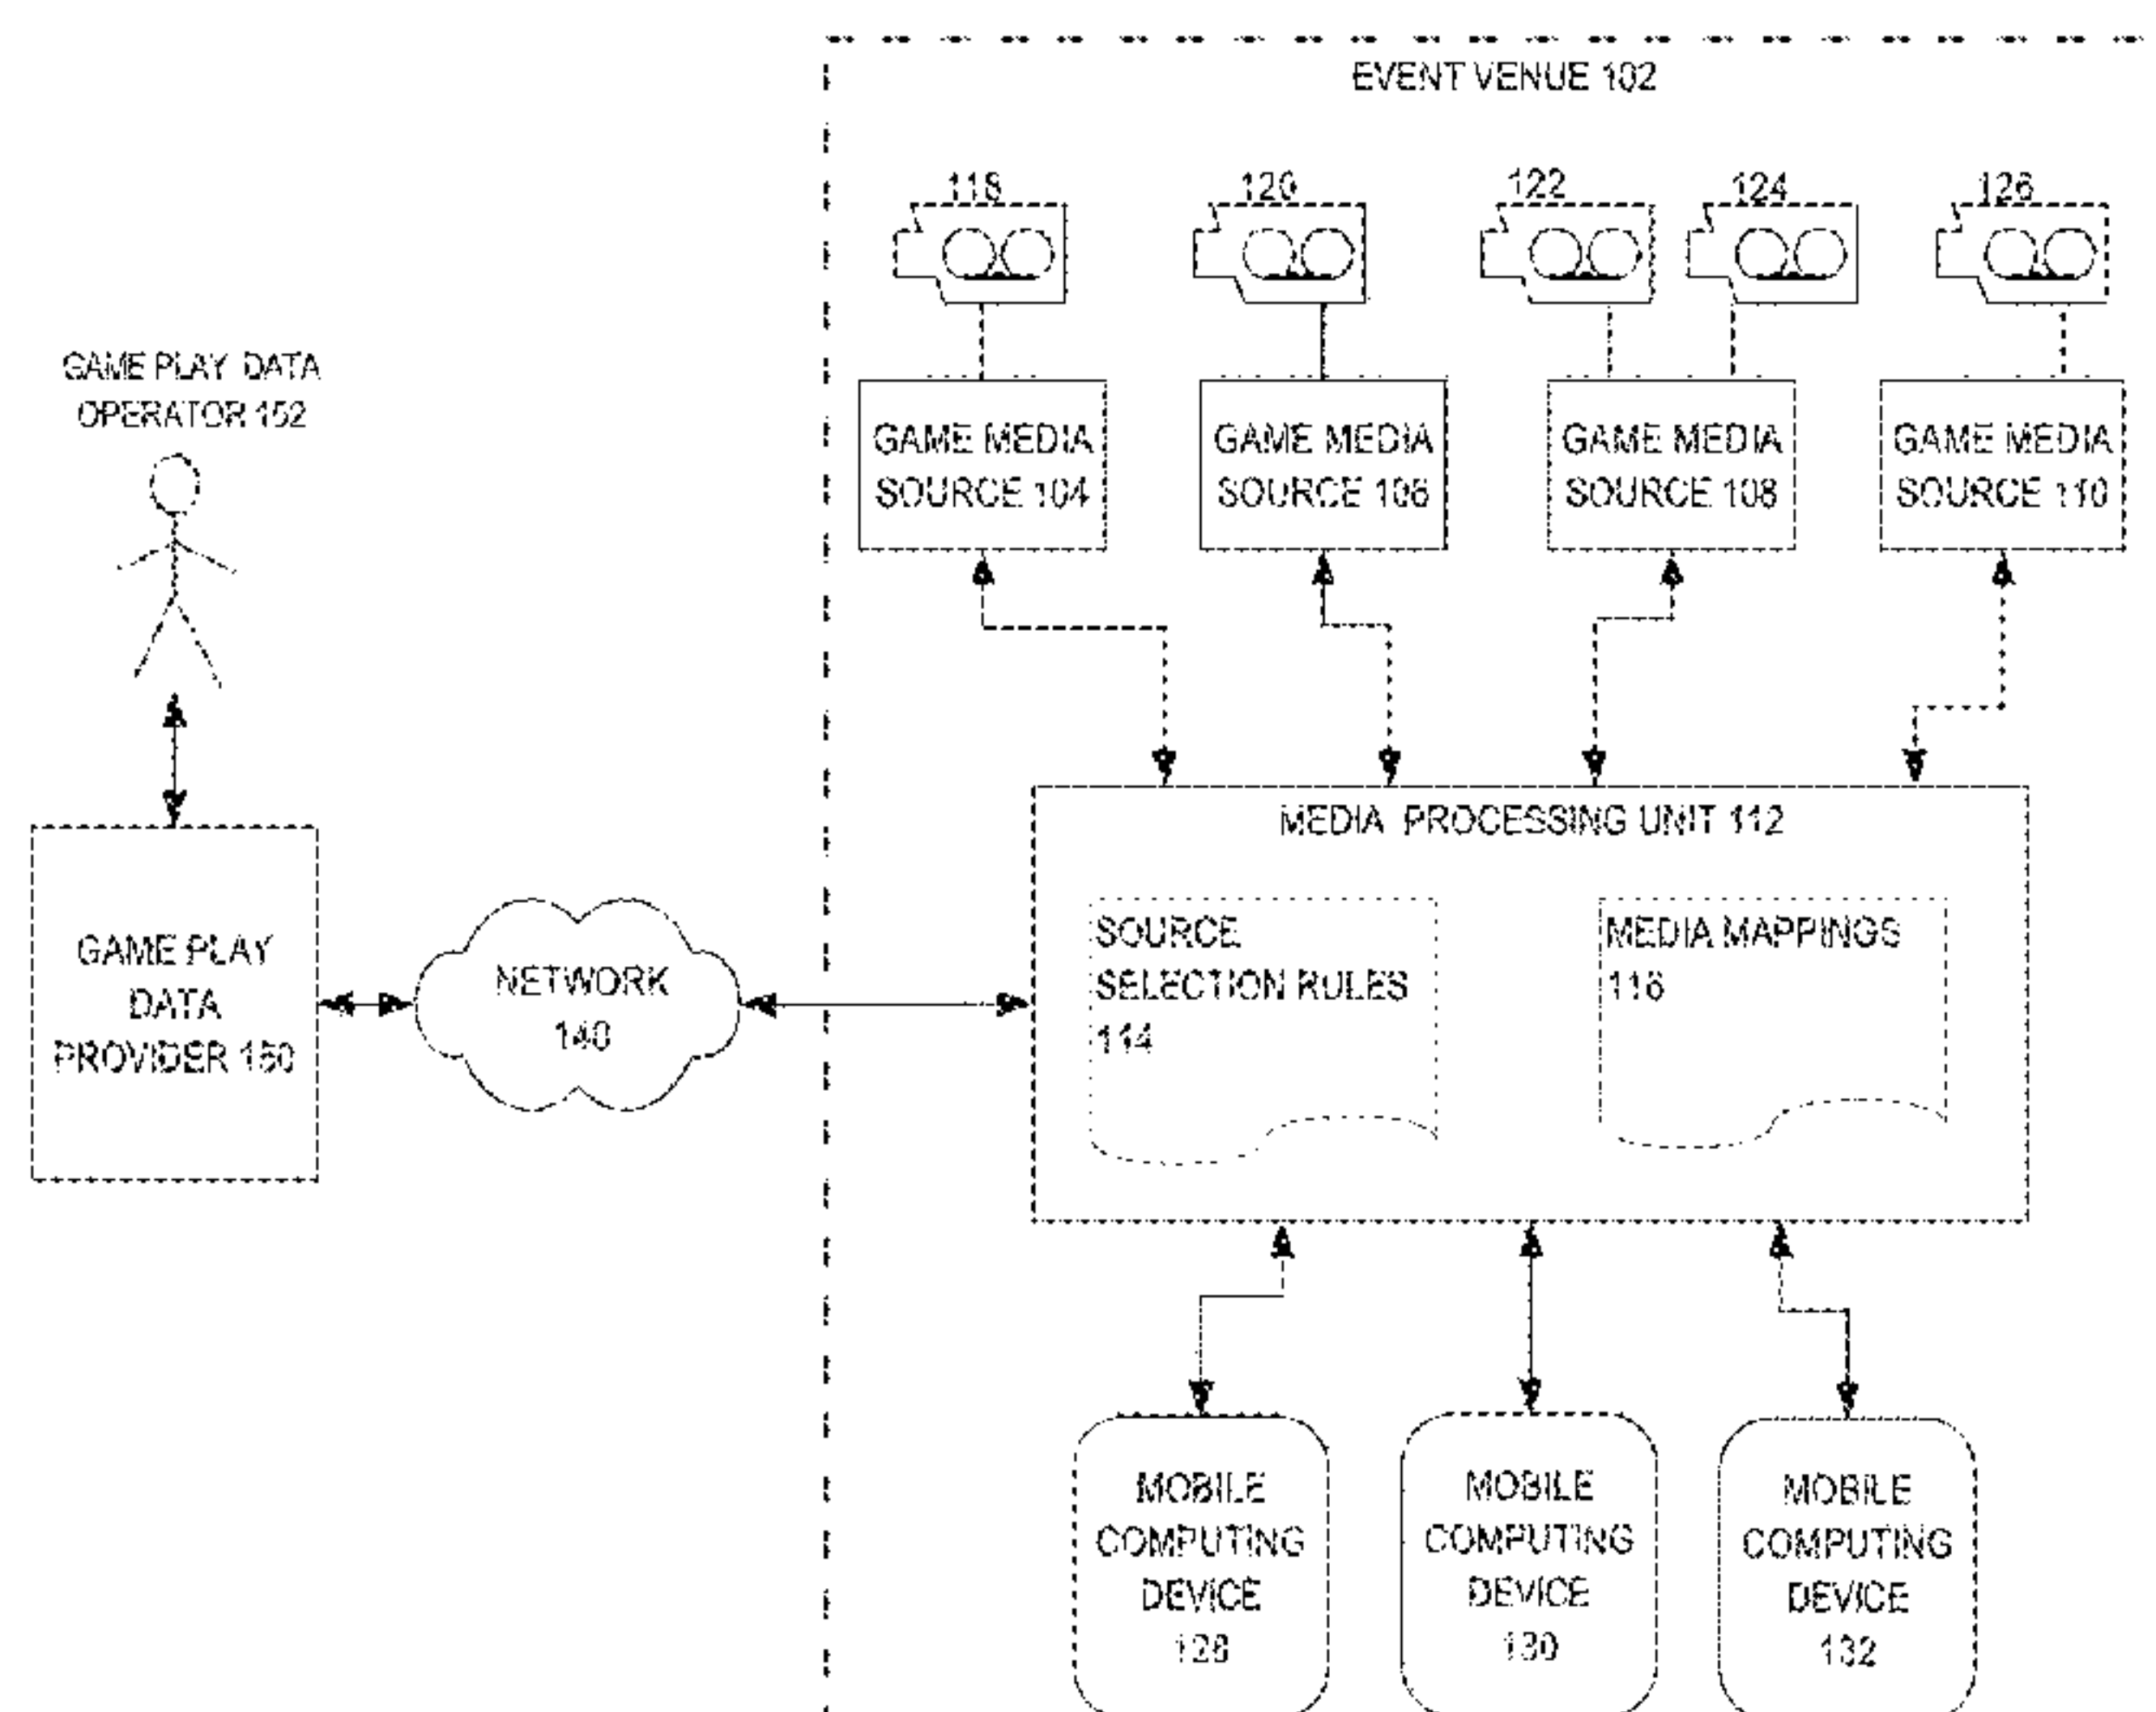 EVENT VENUE 102
118
120
122
124
126
GAME PLAY DATA
OPERATOR 152
GAME MEDIA
SOURCE 104
GAME MEDIA
SOURCE 106
GAME MEDIA
SOURCE 108
GAME MEDIA
SOURCE 110
MEDIA PROCESSING UNIT 112
SOURCE
SELECTION RULES
114
MEDIA MAPPINGS
116
GAME PLAY
DATA
PROVIDER 150
NETWORK
140
MOBILE
COMPUTING
DEVICE
128
MOBILE
COMPUTING
DEVICE
130
MOBILE
COMPUTING
DEVICE
132